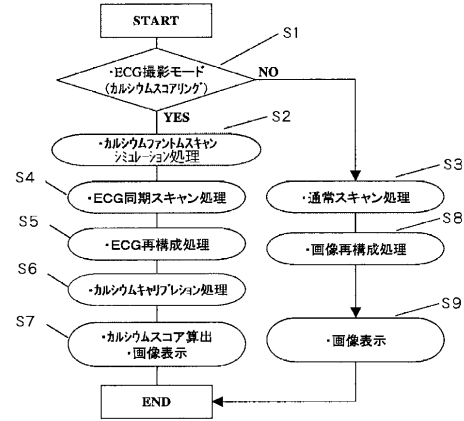 START
S1
・ECG撮影モード
(カルシウムスコアリング)
NO
YES
S2
・カルシウムファントムスキャン
シミュレーション処理
S3
S4
・ECG同期スキャン処理
・通常スキャン処理
S5
S8
・ECG再構成処理
・画像再構成処理
S6
・カルシウムキャリブレション処理
S7
S9
・カルシウムスコア算出
・画像表示
・画像表示
END